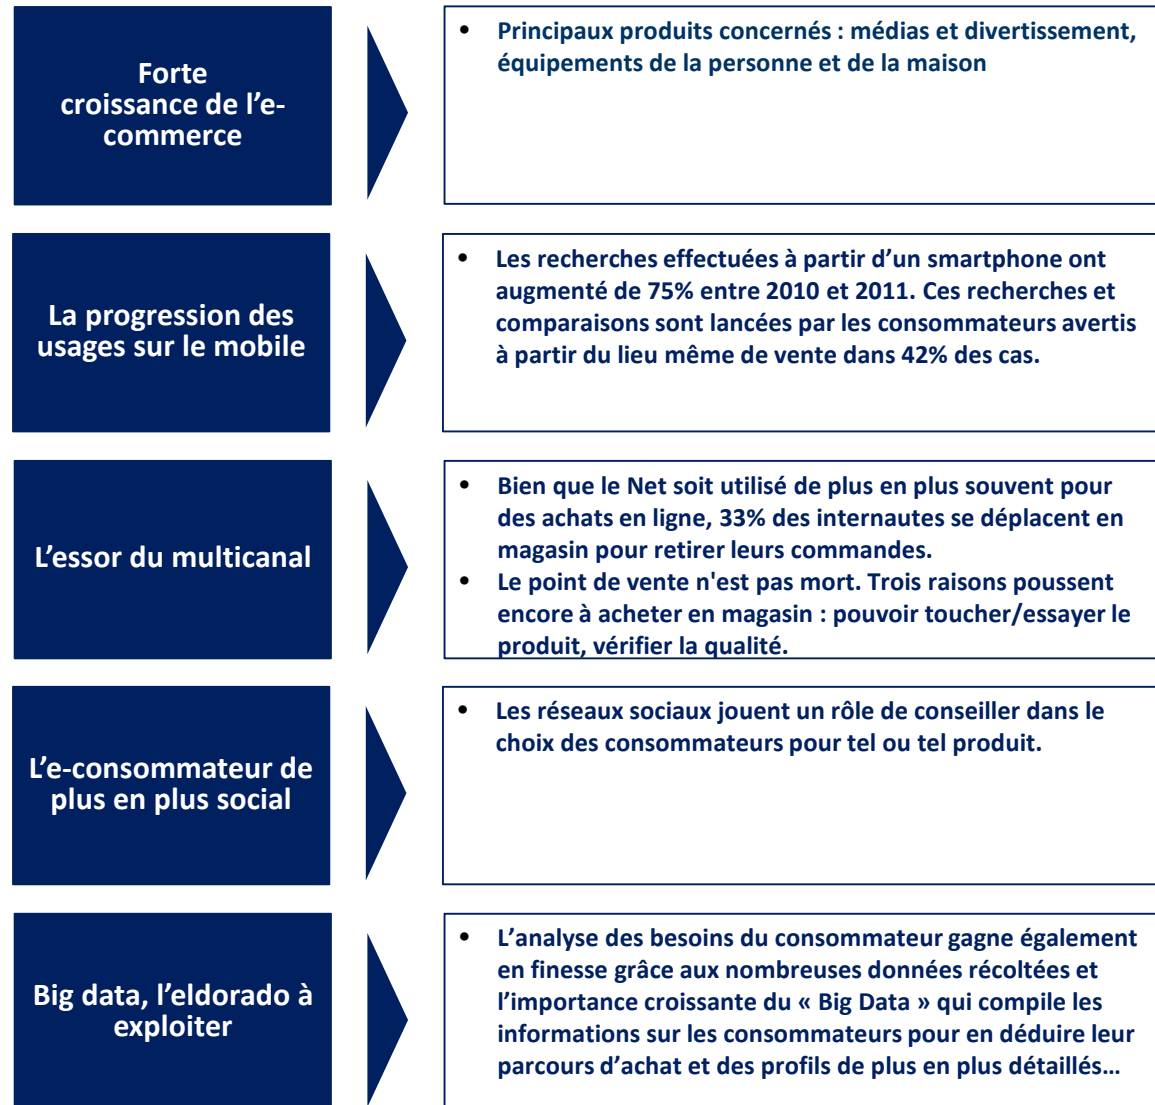 Forte
croissance de l’e-
commerce
• Principaux produits concernés : médias et divertissement,
équipements de la personne et de la maison
La progression des
usages sur le mobile
• Les recherches effectuées à partir d’un smartphone ont
augmenté de 75% entre 2010 et 2011. Ces recherches et
comparaisons sont lancées par les consommateurs avertis
à partir du lieu même de vente dans 42% des cas.
L’essor du multicanal
• Bien que le Net soit utilisé de plus en plus souvent pour
des achats en ligne, 33% des internautes se déplacent en
magasin pour retirer leurs commandes.
• Le point de vente n'est pas mort. Trois raisons poussent
encore à acheter en magasin : pouvoir toucher/essayer le
produit, vérifier la qualité.
L’e-consommateur de
plus en plus social
• Les réseaux sociaux jouent un rôle de conseiller dans le
choix des consommateurs pour tel ou tel produit.
Big data, l’eldorado à
exploiter
• L’analyse des besoins du consommateur gagne également
en finesse grâce aux nombreuses données récoltées et
l’importance croissante du « Big Data » qui compile les
informations sur les consommateurs pour en déduire leur
parcours d’achat et des profils de plus en plus détaillés…